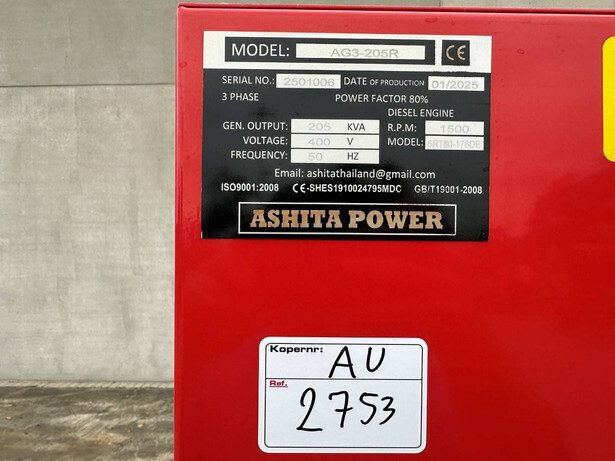 MODEL: AG3-205R CE
SERIAL NO.: 2501006 DATE OF PRODUCTION 01/2025
3 PHASE POWER FACTOR 80%
DIESEL ENGINE
GEN. OUTPUT: 205 KVA R.P.M: 1500
VOLTAGE: 400 V MODEL:
FREQUENCY: 50 HZ
Email: ashitathailand@gmail.com
ISO9001:2008 CE-SHES1910024795MDC GB/T19001-2008
ASHITA POWER
Kopernr: AU
Ref. 2753